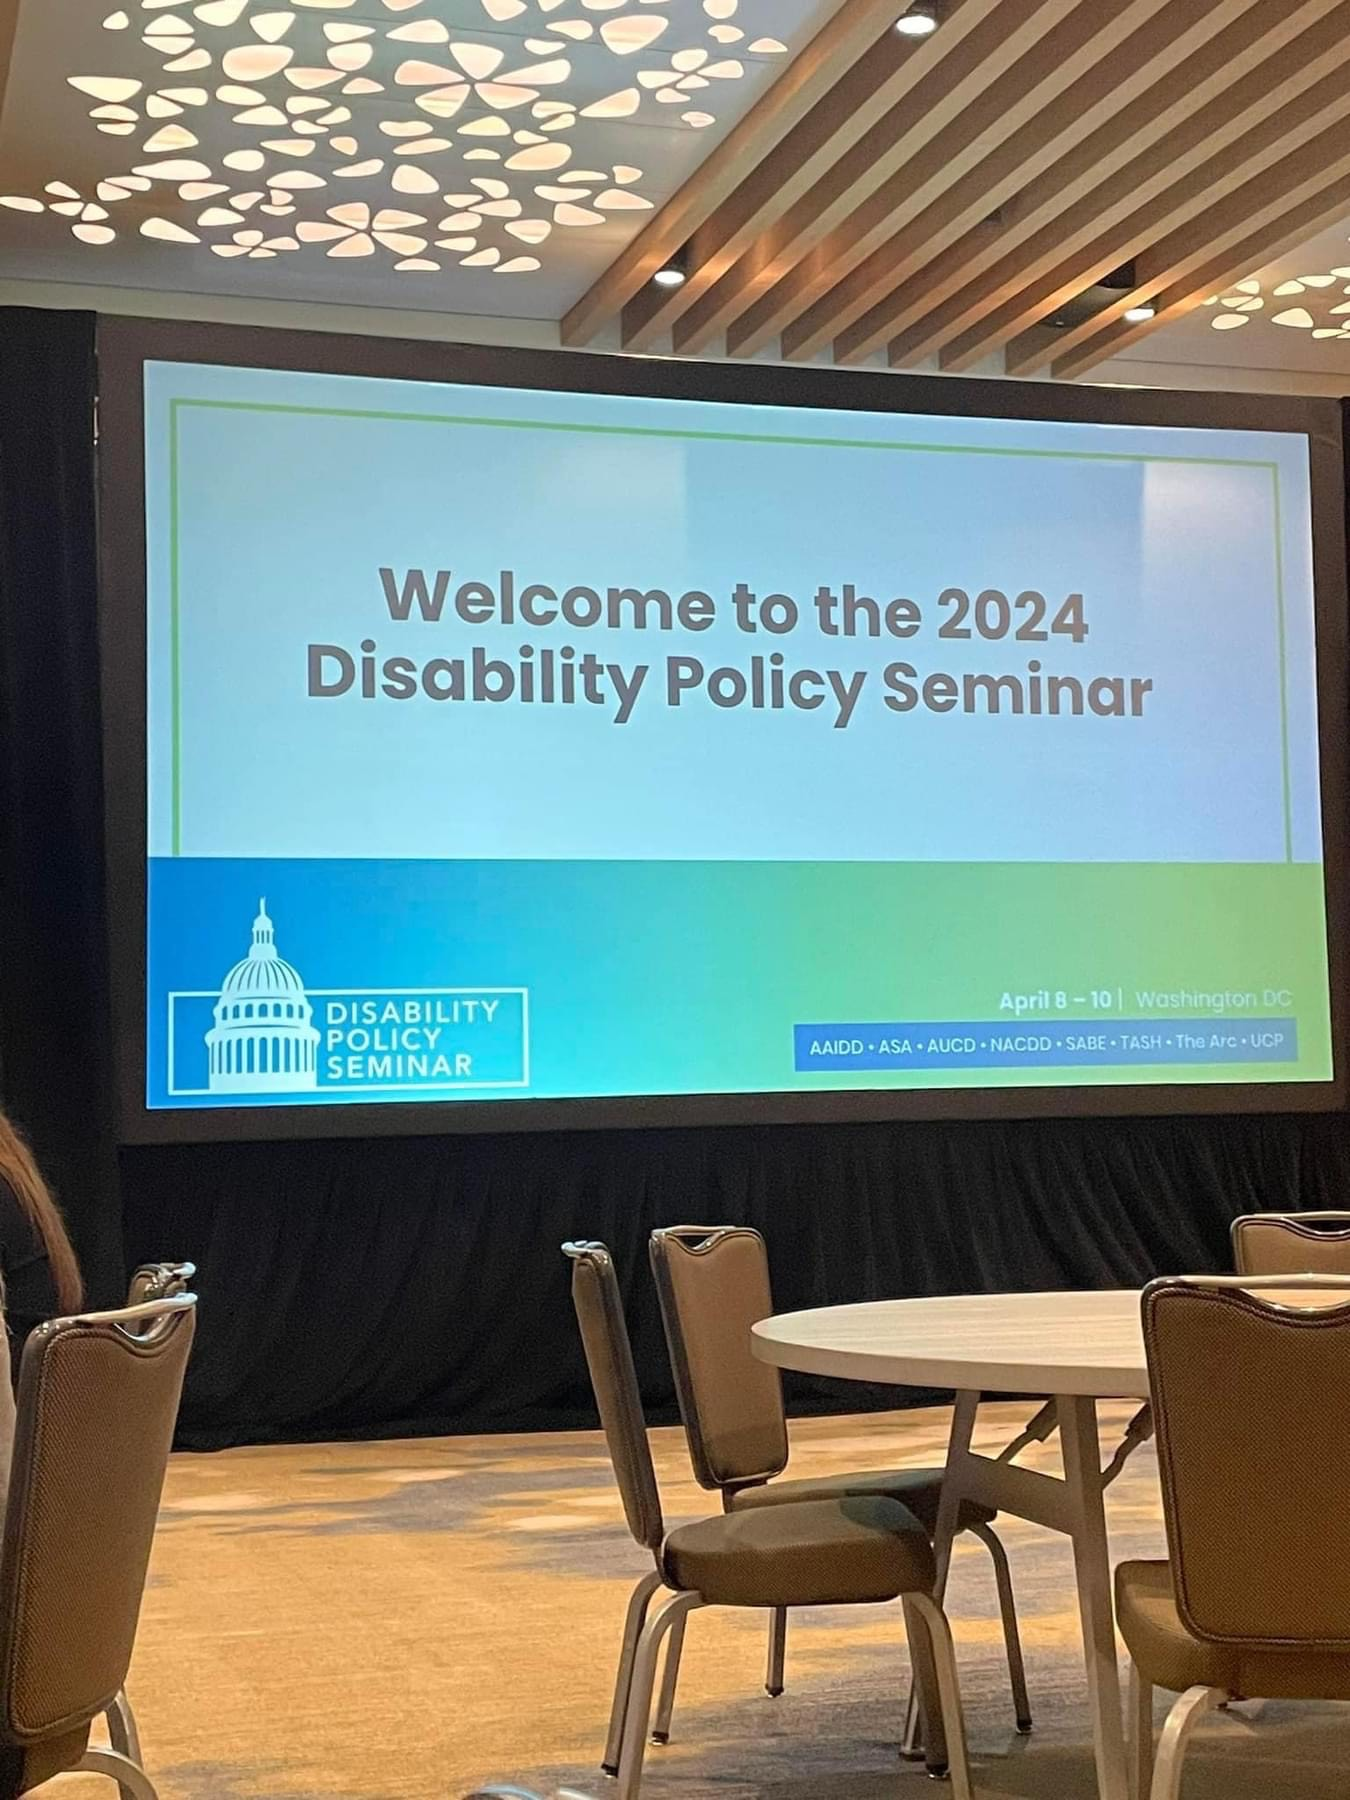 Welcome to the 2024
Disability Policy Seminar
DISABILITY
POLICY
SEMINAR
April 8 – 10 | Washington DC
AAIDD • ASA • AUCD • NACDD • SABE • TASH • The Arc • UCP